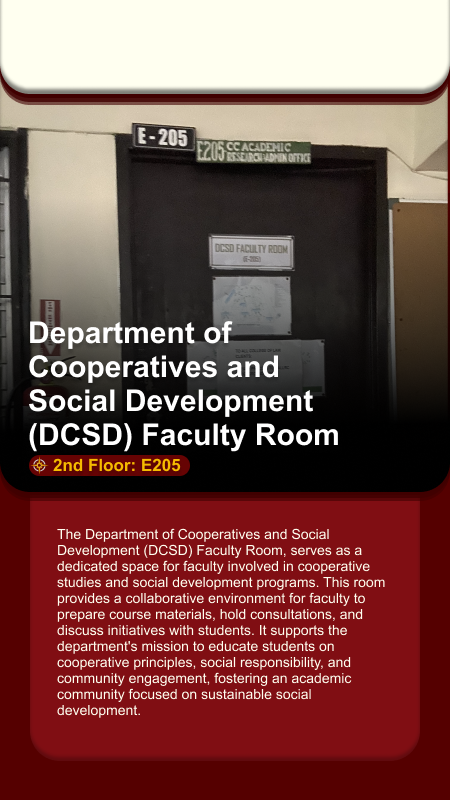 E - 205
E205 CC ACADEMIC
RESEARCH ADMIN OFFICE
DCSD FACULTY ROOM
(E-205)
Department of
Cooperatives and
Social Development
(DCSD) Faculty Room
2nd Floor: E205
The Department of Cooperatives and Social
Development (DCSD) Faculty Room, serves as a
dedicated space for faculty involved in cooperative
studies and social development programs. This room
provides a collaborative environment for faculty to
prepare course materials, hold consultations, and
discuss initiatives with students. It supports the
department's mission to educate students on
cooperative principles, social responsibility, and
community engagement, fostering an academic
community focused on sustainable social
development.